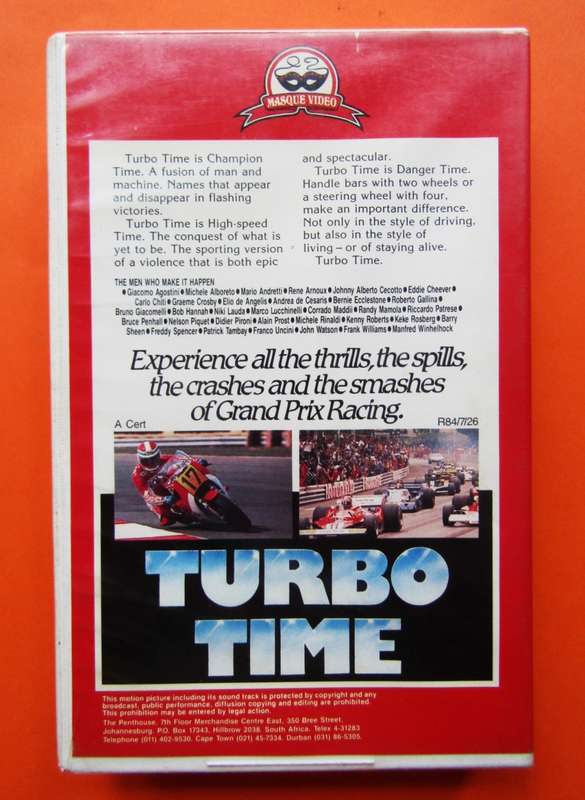 MASQUE VIDEO
Turbo Time is Champion
Time. A fusion of man and
machine. Names that appear
and disappear in flashing
victories.
Turbo Time is High-speed
Time. The conquest of what is
yet to be. The sporting version
of a violence that is both epic
and spectacular.
Turbo Time is Danger Time.
Handle bars with two wheels or
a steering wheel with four,
make an important difference.
Not only in the style of driving,
but also in the style of
living – or of staying alive.
Turbo Time.
THE MEN WHO MAKE IT HAPPEN
• Giacomo Agostini • Michele Alboreto • Mario Andretti • Rene Arnoux • Johnny Alberto Cecotto • Eddie Cheever •
Carlo Chiti • Graeme Crosby • Elio de Angelis • Andrea de Cesaris • Bernie Ecclestone • Roberto Gallina •
Bruno Giacomelli • Bob Hannah • Niki Lauda • Marco Lucchinelli • Corrado Maddii • Randy Mamola • Riccardo Patrese •
Bruce Penhall • Nelson Piquet • Didier Pironi • Alain Prost • Michele Rinaldi • Kenny Roberts • Keke Rosberg • Barry
Sheen • Freddy Spencer • Patrick Tambay • Franco Uncini • John Watson • Frank Williams • Manfred Winhelhock
Experience all the thrills, the spills,
the crashes and the smashes
of Grand Prix Racing.
A Cert
R84/7/26
17
TURBO
TIME
This motion picture including its sound track is protected by copyright and any
broadcast, public performance, diffusion copying and editing are prohibited.
This prohibition may be entered by legal action.
The Penthouse, 7th Floor Merchandise Centre East, 350 Bree Street,
Johannesburg. P.O. Box 17343, Hillbrow 2038, South Africa. Telex 4-31283
Telephone (011) 402-9530. Cape Town (021) 45-7334. Durban (031) 86-5305.